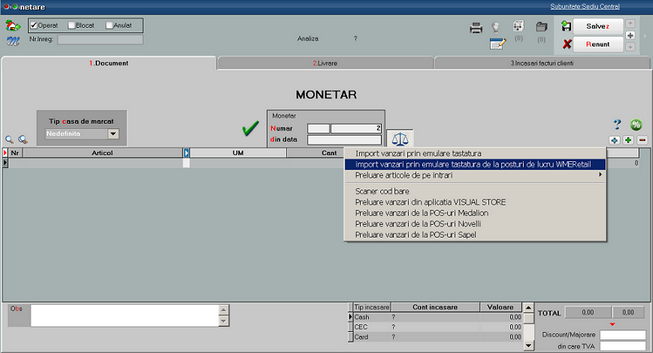 netare
Subunitate:Sediu Central
Operat Blocat Anulat
Nr.Inreg:
Analiza ?
(0) (0)
Salvez
Renunt
1.Document 2.Livrare 3.Incasari facturi clienti
MONETAR
Tip casa de marcat
Nedefinita
Monetar
Numar 2
din data
Nr Articol UM Cant
0
Import vanzari prin emulare tastatura
import vanzari prin emulare tastatura de la posturi de lucru WMERetail
Preluare articole de pe intrari
Scaner cod bare
Preluare vanzari din aplicatia VISUAL STORE
Preluare vanzari de la POS-uri Medalion
Preluare vanzari de la POS-uri Novelli
Preluare vanzari de la POS-uri Sapel
Obs
Tip incasare Cont incasare Valoare
Cash ? 0.00
CEC ? 0.00
Card ? 0.00
TOTAL 0.00 0.00
Discount/Majorare
din care TVA